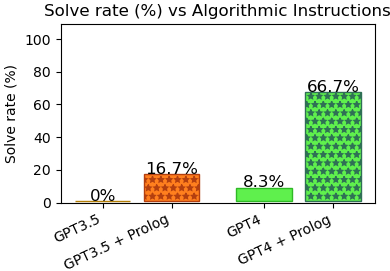 Solve rate (%) vs Algorithmic Instructions
Solve rate (%)
100
80
60
40
20
0
0%
16.7%
8.3%
66.7%
GPT3.5
GPT3.5 + Prolog
GPT4
GPT4 + Prolog